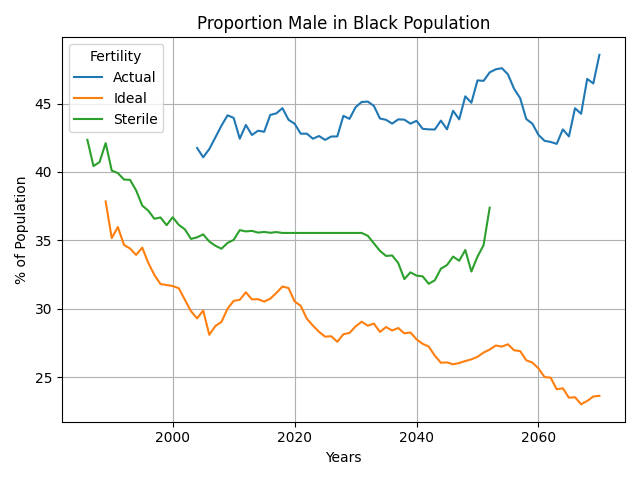 Proportion Male in Black Population
Fertility
Actual
Ideal
Sterile
% of Population
45
40
35
30
25
2000
2020
2040
2060
Years